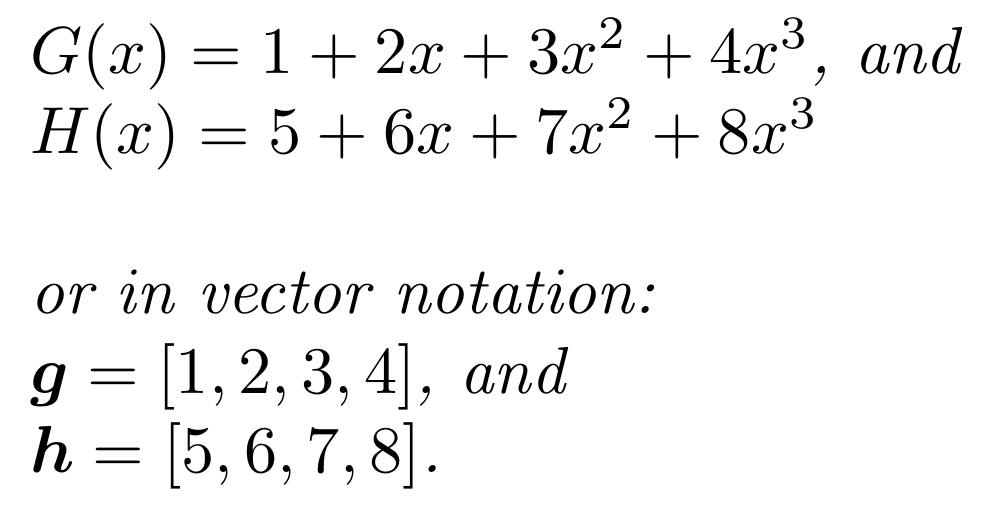 G(x) = 1 + 2x + 3x², + 4x³, and
H(x) = 5 + 6x + 7x² + 8x³
or in vector notation:
g = [1, 2, 3, 4], and
h = [5, 6, 7, 8].